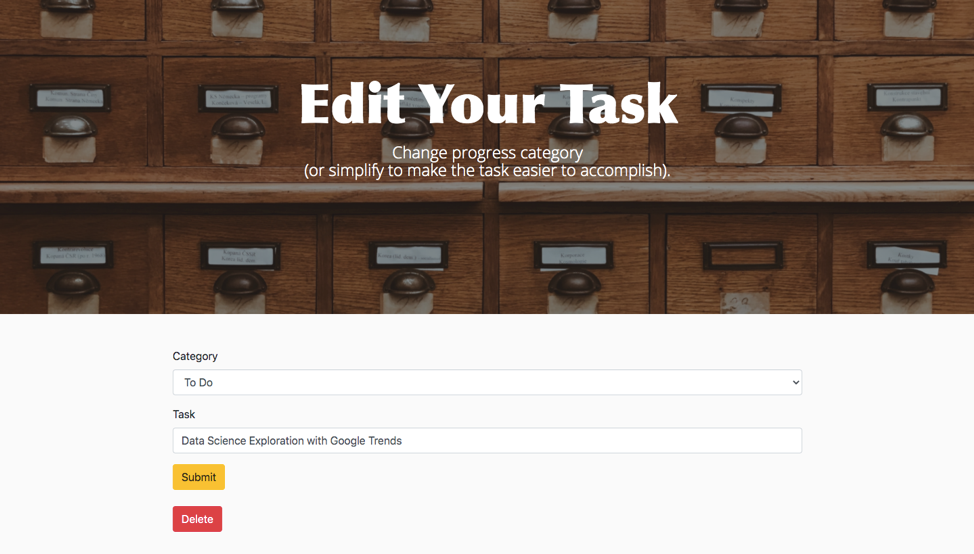 Edit Your Task
Change progress category
(or simplify to make the task easier to accomplish).
Category
To Do
Task
Data Science Exploration with Google Trends
Submit
Delete